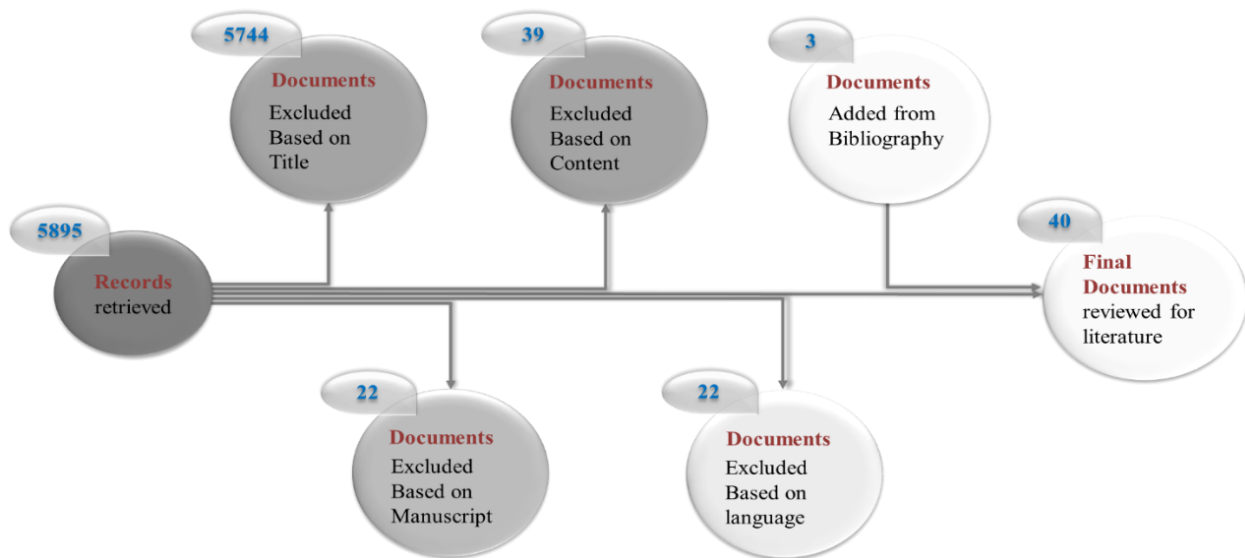 5744
Documents
Excluded
Based on
Title
39
Documents
Excluded
Based on
Content
3
Documents
Added from
Bibliography
5895
Records
retrieved
40
Final
Documents
reviewed for
literature
22
Documents
Excluded
Based on
Manuscript
22
Documents
Excluded
Based on
language